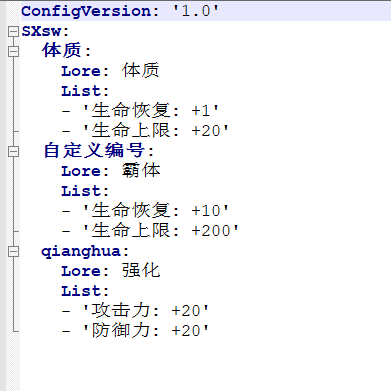 ConfigVersion: '1.0'
SXsw:
  体质:
    Lore: 体质
    List:
    - '生命恢复: +1'
    - '生命上限: +20'
  自定义编号:
    Lore: 霸体
    List:
    - '生命恢复: +10'
    - '生命上限: +200'
  qianghua:
    Lore: 强化
    List:
    - '攻击力: +20'
    - '防御力: +20'